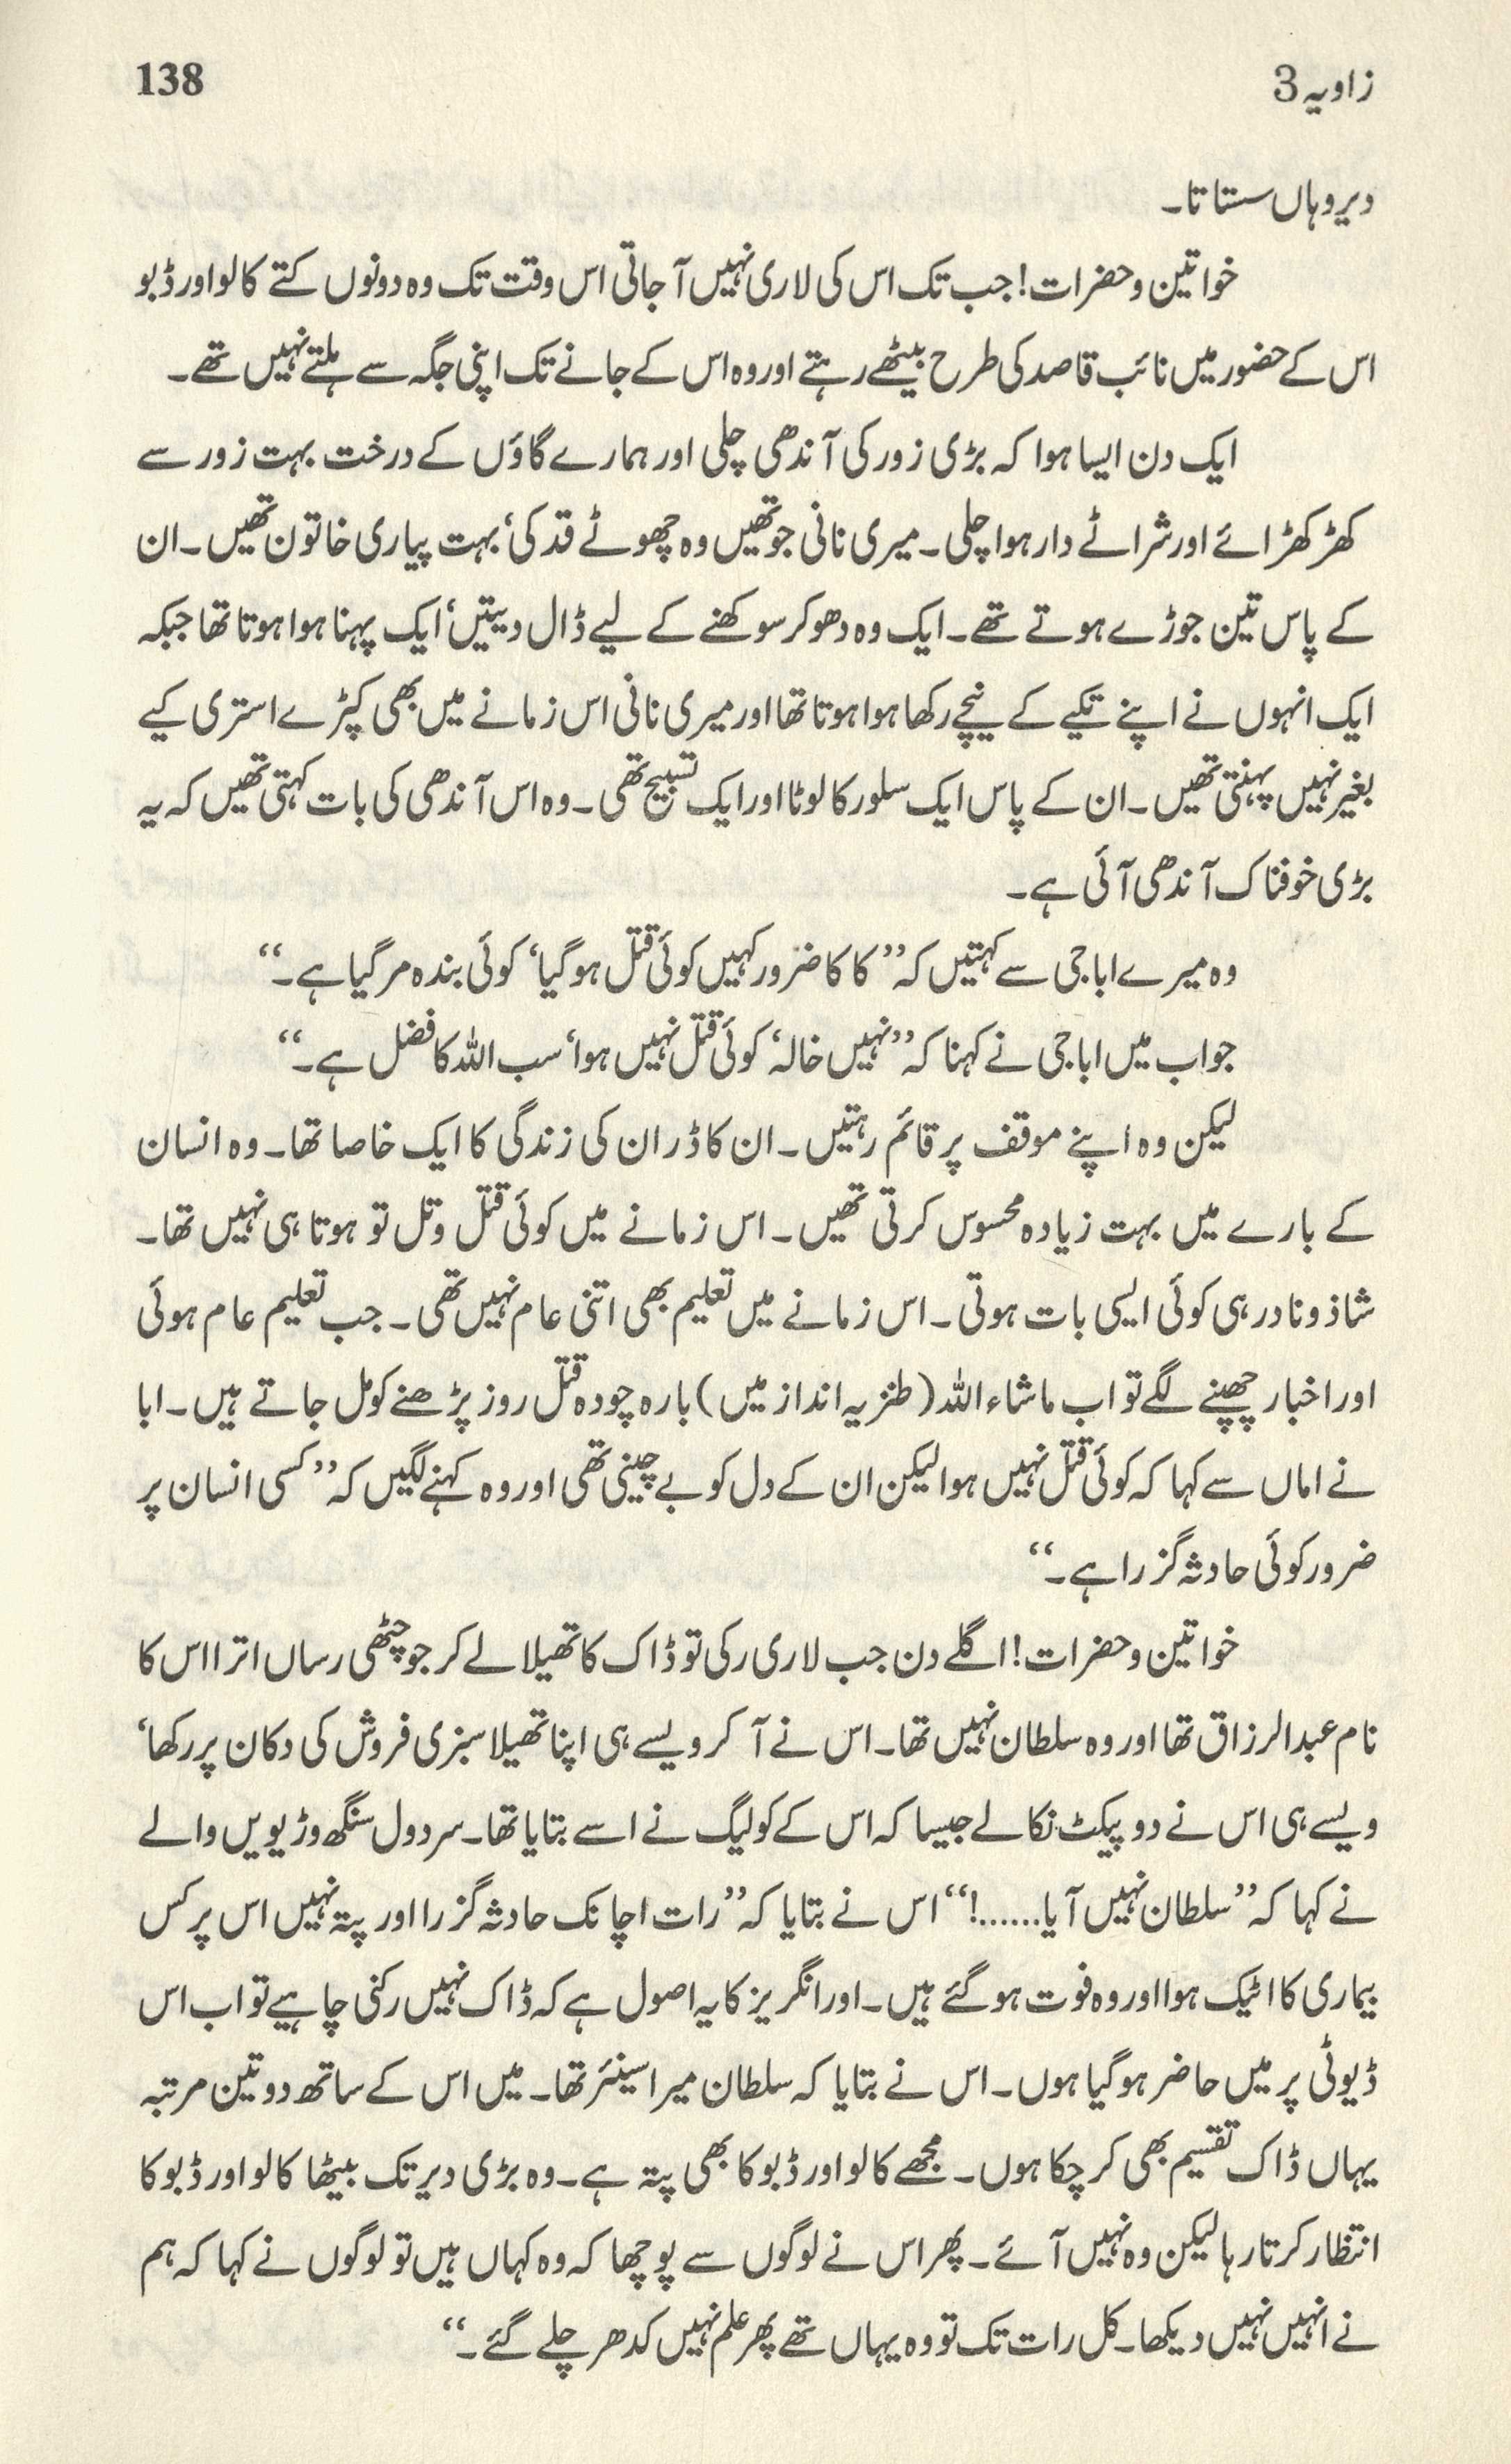 زاویہ 3
138
دیر وہاں سستاتا۔
خواتین و حضرات! جب تک اس کی لاری نہیں آ جاتی اس وقت تک وہ دونوں کتے کالو اور ڈبو
اس کے حضور میں نائب قاصد کی طرح بیٹھے رہتے اور وہ اس کے جانے تک اپنی جگہ سے ہلتے نہیں تھے۔
ایک دن ایسا ہوا کہ بڑی زور کی آندھی چلی اور ہمارے گاؤں کے درخت بہت زور سے
کھڑکھڑائے اور شراٹے دار ہوا چلی۔ میری نانی جو تھیں وہ چھوٹے قد کی‘ بہت پیاری خاتون تھیں۔ ان
کے پاس تین جوڑے ہوتے تھے۔ ایک وہ دھو کر سوکھنے کے لیے ڈال دیتیں‘ ایک پہنا ہوا ہوتا تھا جبکہ
ایک انہوں نے اپنے تکیے کے نیچے رکھا ہوا ہوتا تھا اور میری نانی اس زمانے میں بھی کپڑے استری کیے
بغیر نہیں پہنتی تھیں۔ ان کے پاس ایک سلور کا لوٹا اور ایک تسبیح تھی۔ وہ اس آندھی کی بات کہتی تھیں کہ یہ
بڑی خوفناک آندھی آئی ہے۔
وہ میرے ابا جی سے کہتیں کہ ’’کاکا ضرور کہیں کوئی قتل ہو گیا‘ کوئی بندہ مر گیا ہے۔‘‘
جواب میں ابا جی نے کہنا کہ ’’نہیں خالہ‘ کوئی قتل نہیں ہوا‘ سب اللہ کا فضل ہے۔‘‘
لیکن وہ اپنے موقف پر قائم رہتیں۔ ان کا ڈر ان کی زندگی کا ایک خاصا تھا۔ وہ انسان
کے بارے میں بہت زیادہ محسوس کرتی تھیں۔ اس زمانے میں کوئی قتل وتل تو ہوتا ہی نہیں تھا۔
شاذ و نادر ہی کوئی ایسی بات ہوتی۔ اس زمانے میں تعلیم بھی اتنی عام نہیں تھی۔ جب تعلیم عام ہوئی
اور اخبار چھپنے لگے تو اب ماشاء اللہ (طنزیہ انداز میں) بارہ چودہ قتل روز پڑھنے کو مل جاتے ہیں۔ ابا
نے اماں سے کہا کہ کوئی قتل نہیں ہوا لیکن ان کے دل کو بے چینی تھی اور وہ کہنے لگیں کہ ’’کسی انسان پر
ضرور کوئی حادثہ گزرا ہے۔‘‘
خواتین و حضرات! اگلے دن جب لاری رکی تو ڈاک کا تھیلا لے کر جو چٹھی رساں اترا اس کا
نام عبدالرزاق تھا اور وہ سلطان نہیں تھا۔ اس نے آ کر ویسے ہی اپنا تھیلا سبزی فروش کی دکان پر رکھا‘
ویسے ہی اس نے دو پیکٹ نکالے جیسا کہ اس کے کولیگ نے اسے بتایا تھا۔ سردول سنگھ وڑیویں والے
نے کہا کہ ’’سلطان نہیں آیا......!‘‘ اس نے بتایا کہ ’’رات اچانک حادثہ گزرا اور پتہ نہیں اس پر کس
بیماری کا اٹیک ہوا اور وہ فوت ہو گئے ہیں۔ اور انگریز کا یہ اصول ہے کہ ڈاک نہیں رکنی چاہیے تو اب اس
ڈیوٹی پر میں حاضر ہو گیا ہوں۔ اس نے بتایا کہ سلطان میرا سینئر تھا۔ میں اس کے ساتھ دو تین مرتبہ
یہاں ڈاک تقسیم بھی کر چکا ہوں۔ مجھے کالو اور ڈبو کا بھی پتہ ہے۔ وہ بڑی دیر تک بیٹھا کالو اور ڈبو کا
انتظار کرتا رہا لیکن وہ نہیں آئے۔ پھر اس نے لوگوں سے پوچھا کہ وہ کہاں ہیں تو لوگوں نے کہا کہ ہم
نے انہیں نہیں دیکھا۔ کل رات تک تو وہ یہاں تھے پھر علم نہیں کدھر چلے گئے۔‘‘